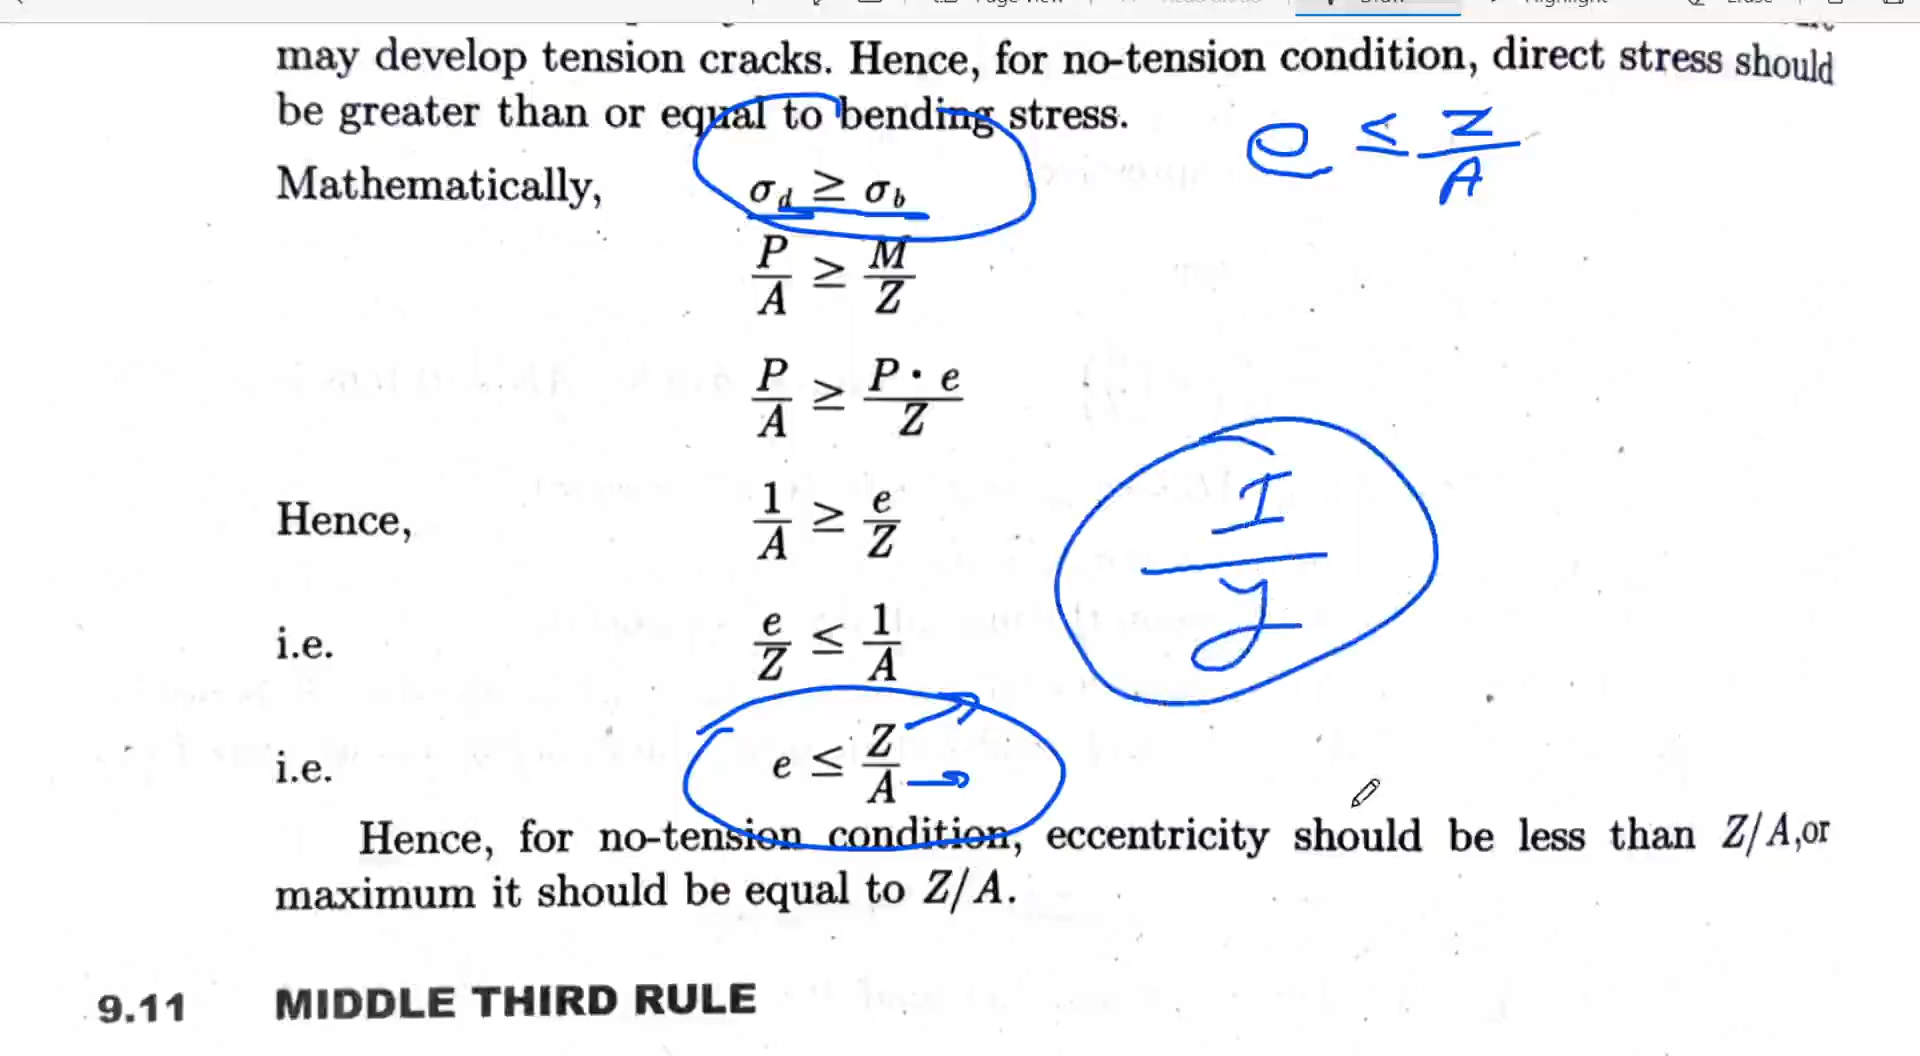 may develop tension cracks. Hence, for no-tension condition, direct stress should
be greater than or equal to bending stress.
e ≤ Z/A
Mathematically, σd ≥ σb
P/A ≥ M/Z
P/A ≥ P · e/Z
I/y
Hence, 1/A ≥ e/Z
i.e. e/Z ≤ 1/A
i.e. e ≤ Z/A
Hence, for no-tension condition, eccentricity should be less than Z/A,or
maximum it should be equal to Z/A.
9.11 MIDDLE THIRD RULE